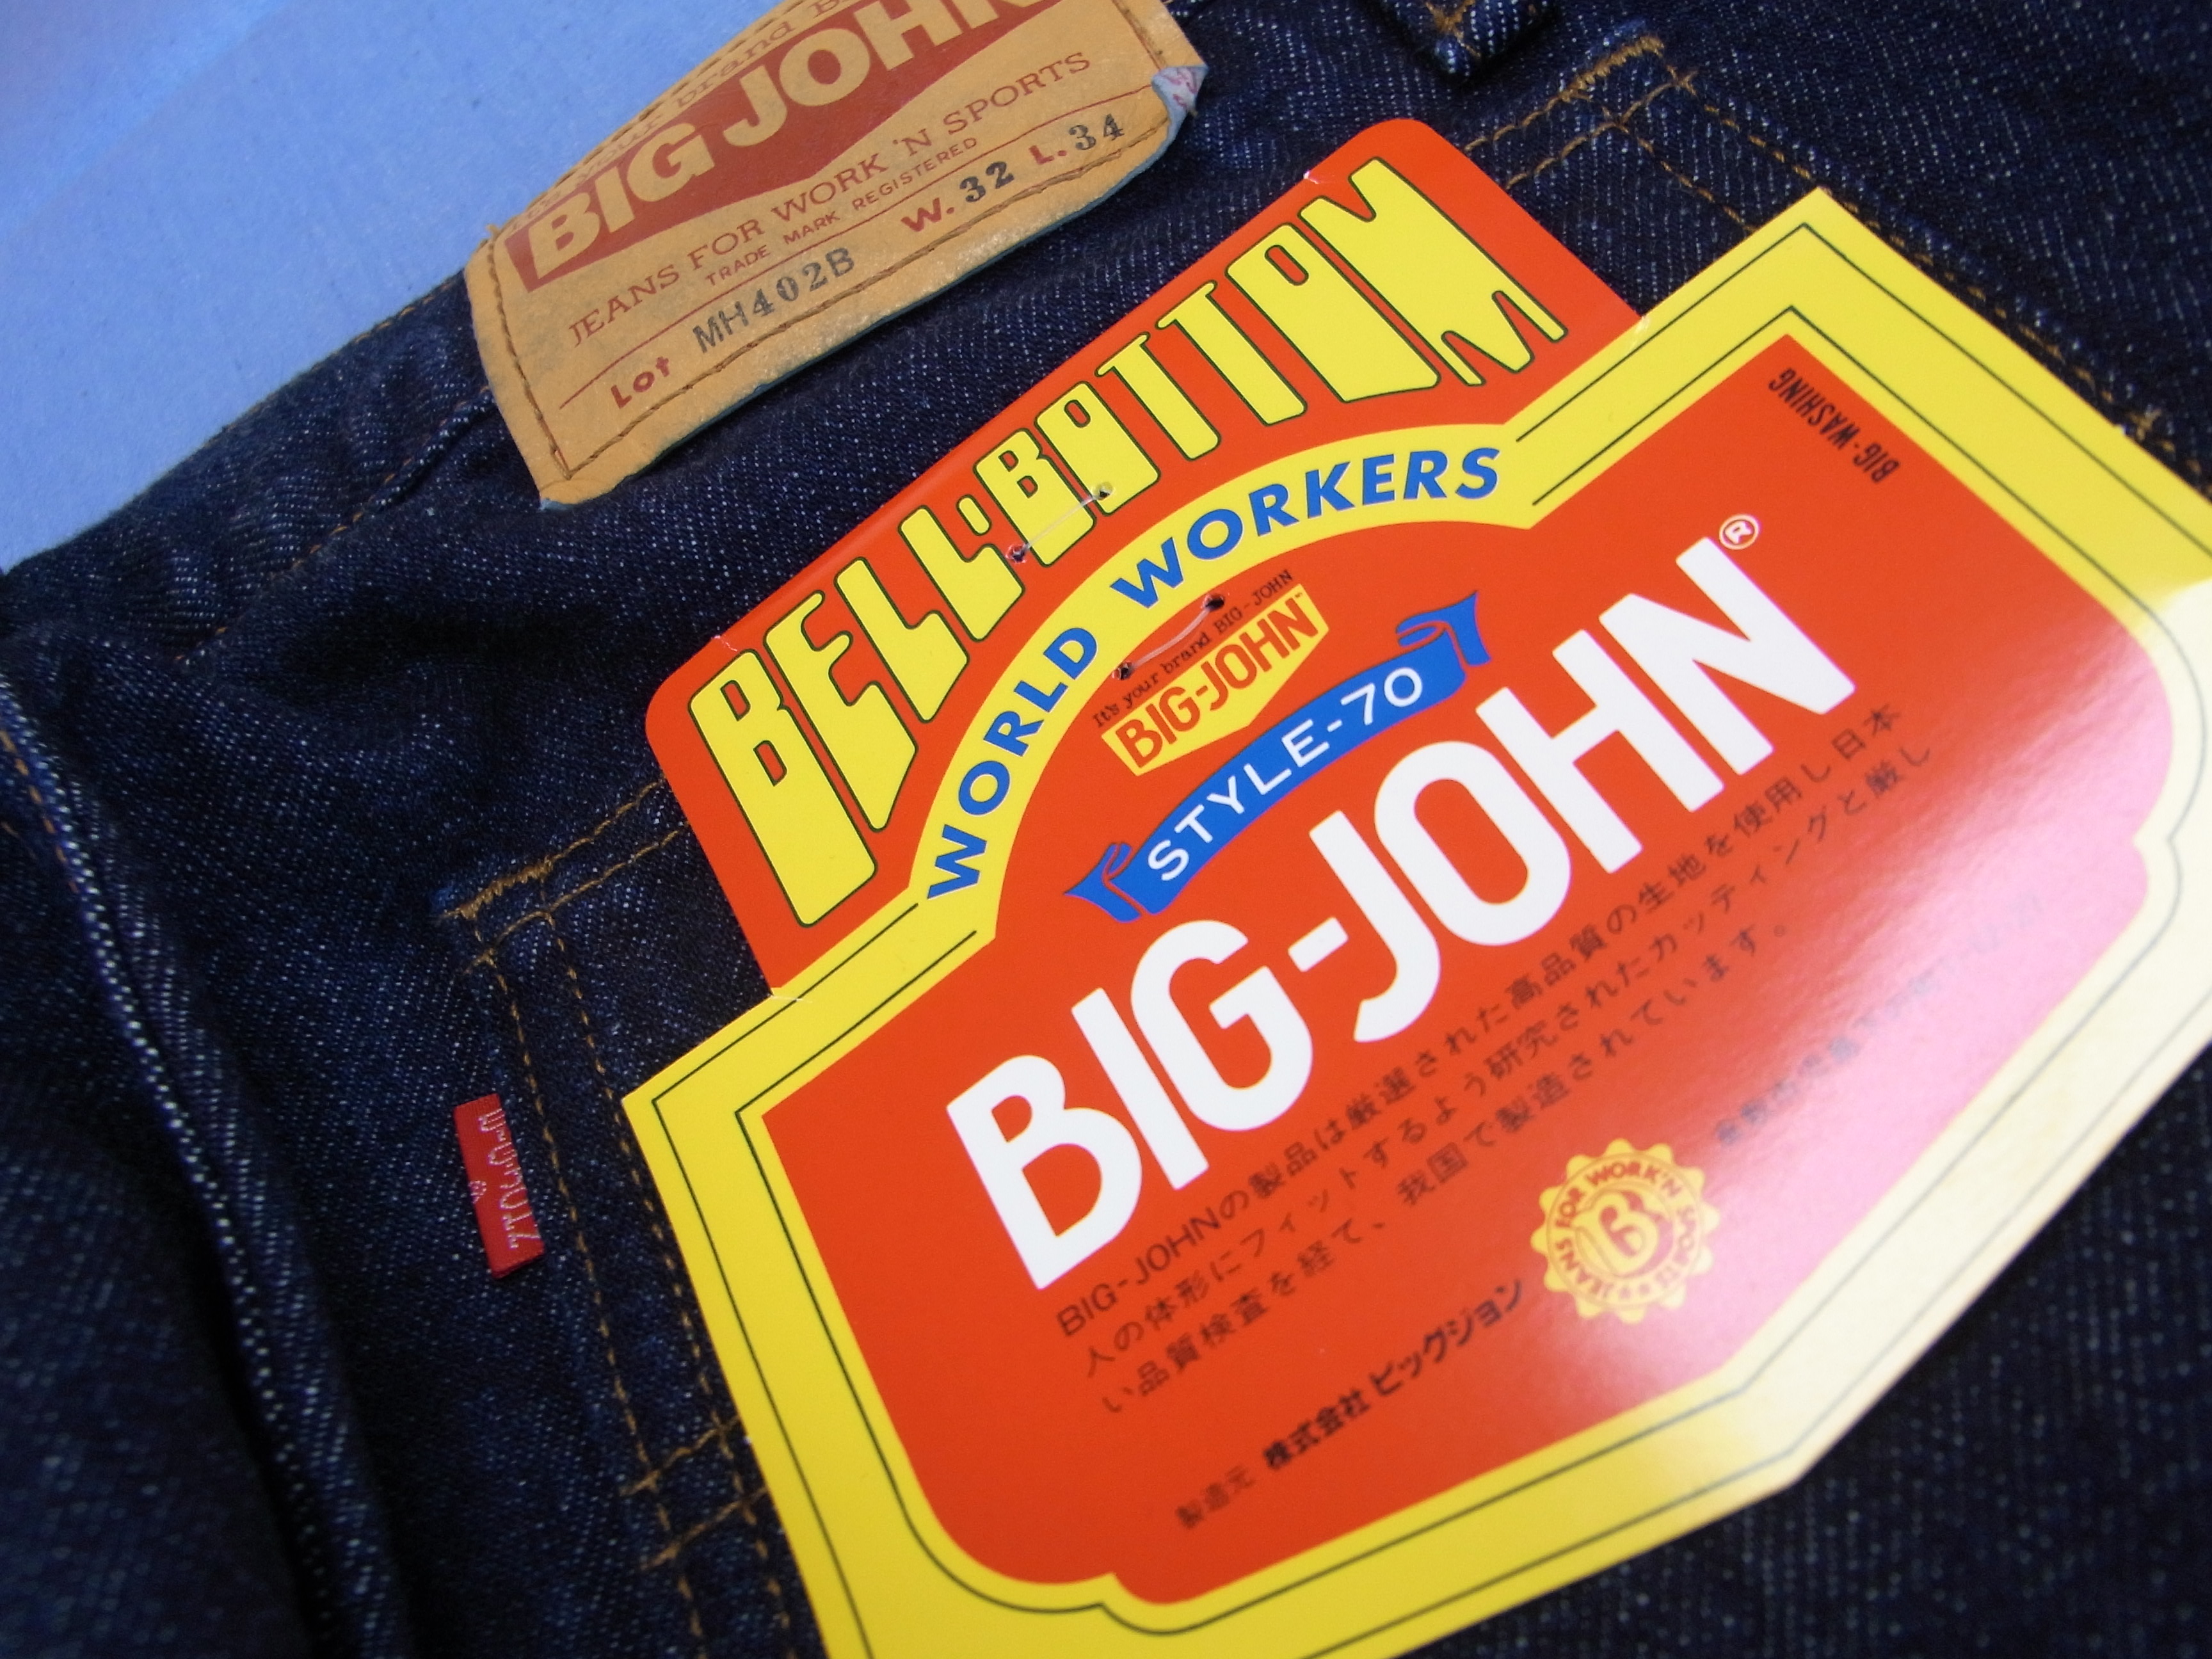 BIG JOHN
JEANS FOR WORK 'N SPORTS
TRADE MARK REGISTERED
Lot MH402B W. 32 L. 34
BELL·BOTTOM
WORLD WORKERS
BIG-WASHING
It's your brand BIG-JOHN
BIG-JOHN
STYLE-70
BIG-JOHN®
BIG-JOHNの製品は厳選された高品質の生地を使用し日本
人の体形にフィットするよう研究されたカッティングと厳し
い品質検査を経て、我国で製造されています。
JEANS FOR WORK'N SPORTS
B
製造元 株式会社 ビッグジョン